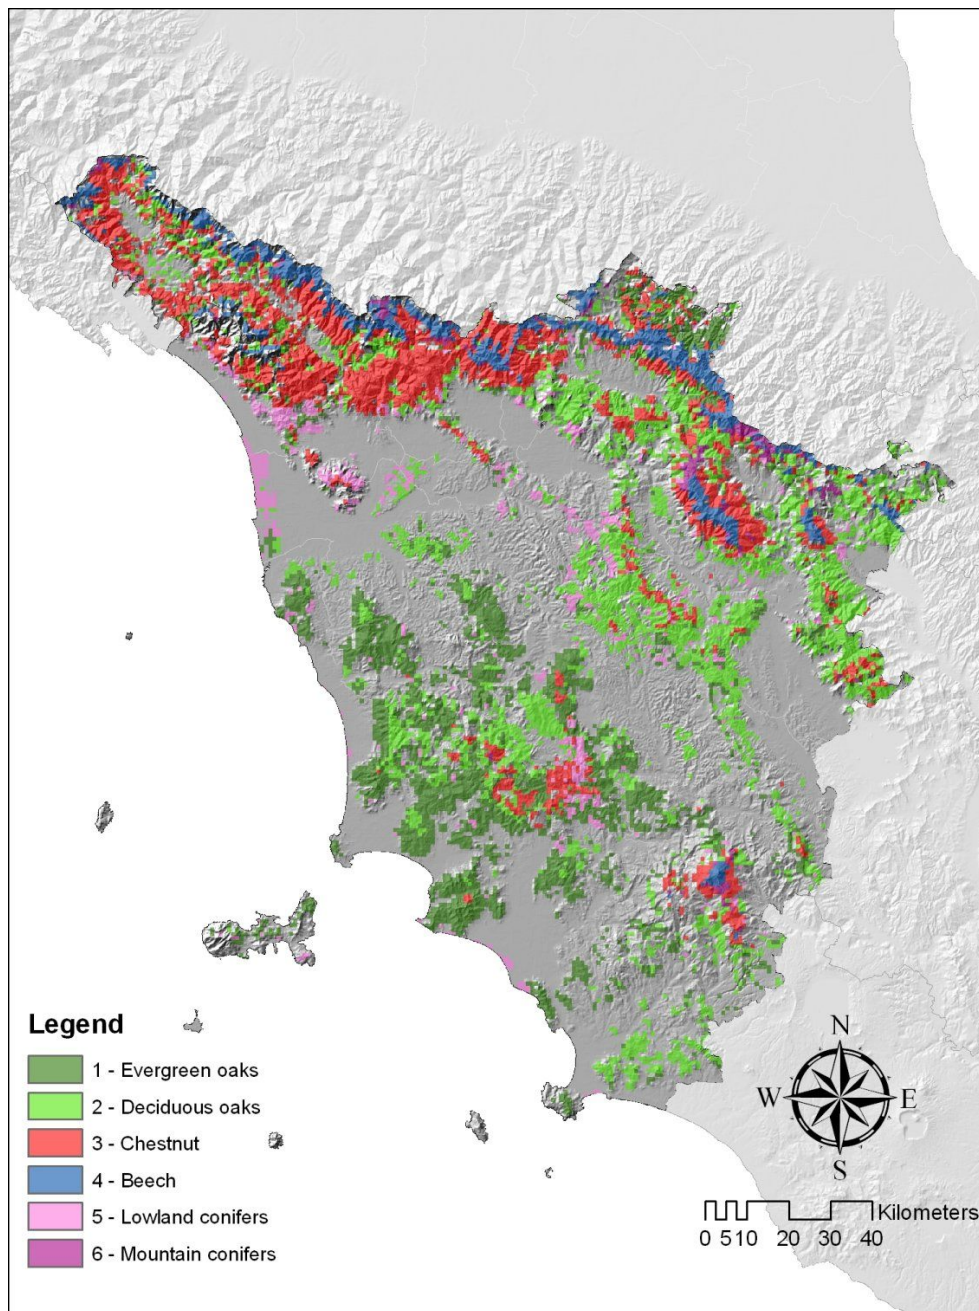 Legend
1 - Evergreen oaks
2 - Deciduous oaks
3 - Chestnut
4 - Beech
5 - Lowland conifers
6 - Mountain conifers
N
W E
S
Kilometers
0 5 10 20 30 40